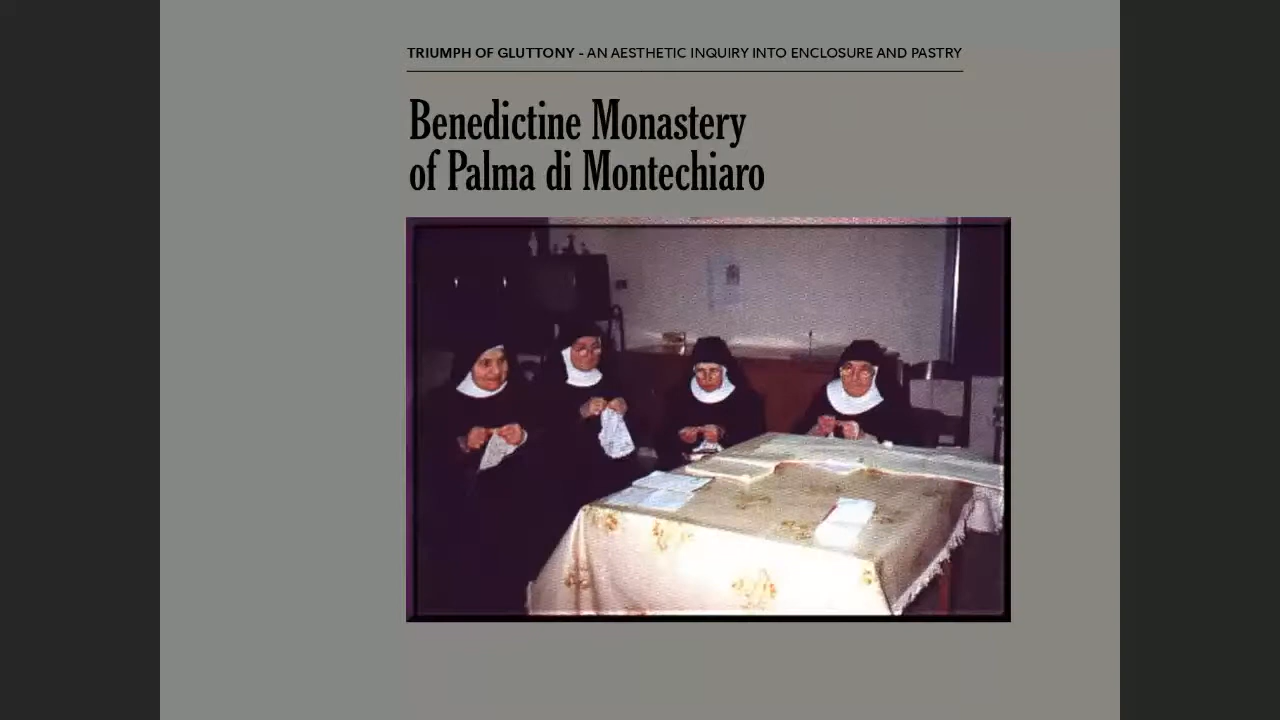 TRIUMPH OF GLUTTONY - AN AESTHETIC INQUIRY INTO ENCLOSURE AND PASTRY
Benedictine Monastery
of Palma di Montechiaro